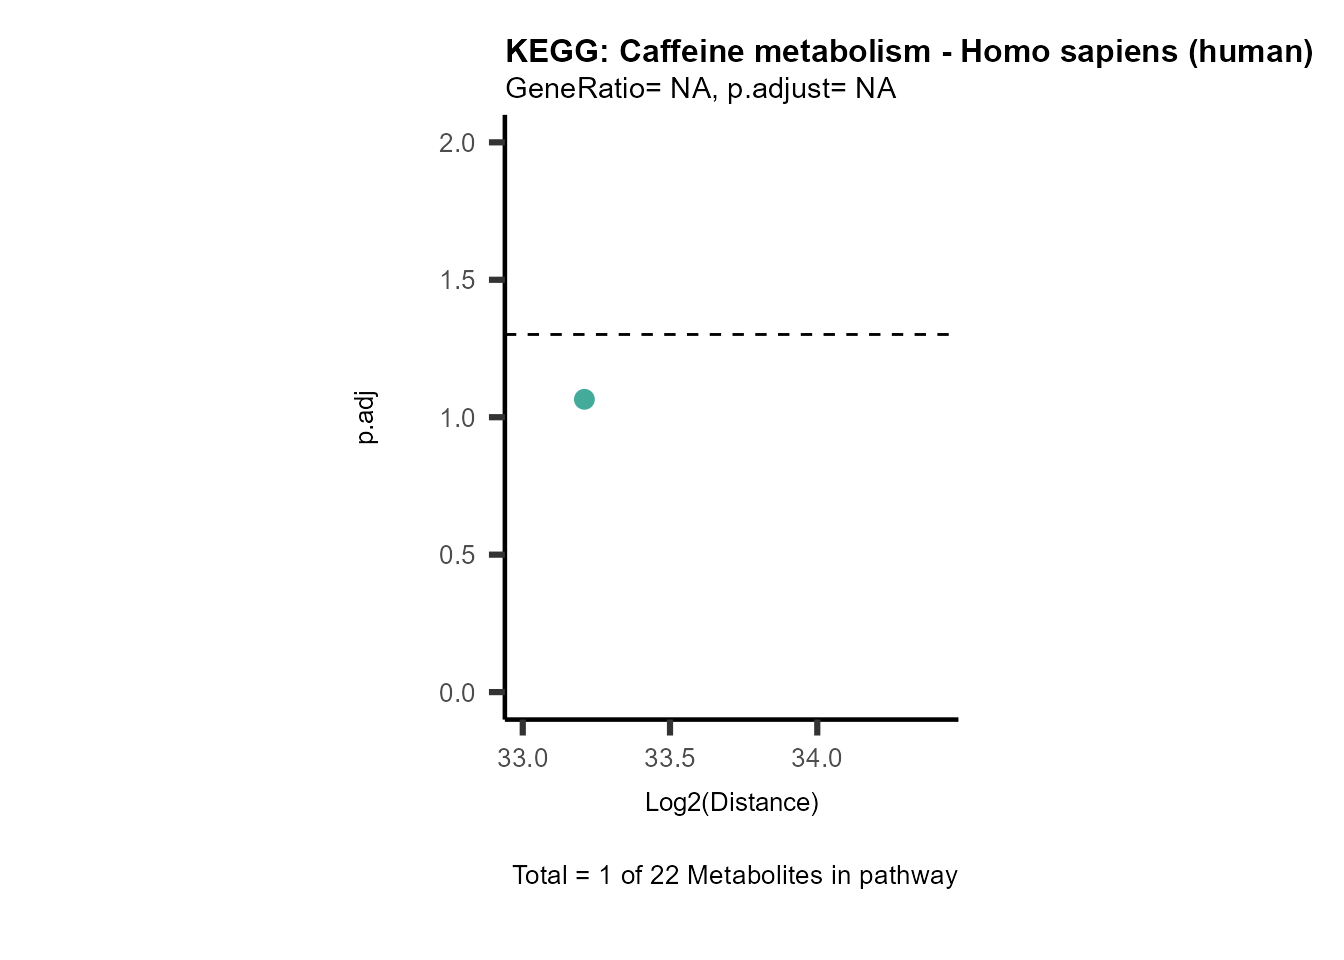 KEGG: Caffeine metabolism - Homo sapiens (human)
GeneRatio= NA, p.adjust= NA
2.0
1.5
1.0
0.5
0.0
p.adj
33.0 33.5 34.0
Log2(Distance)
Total = 1 of 22 Metabolites in pathway